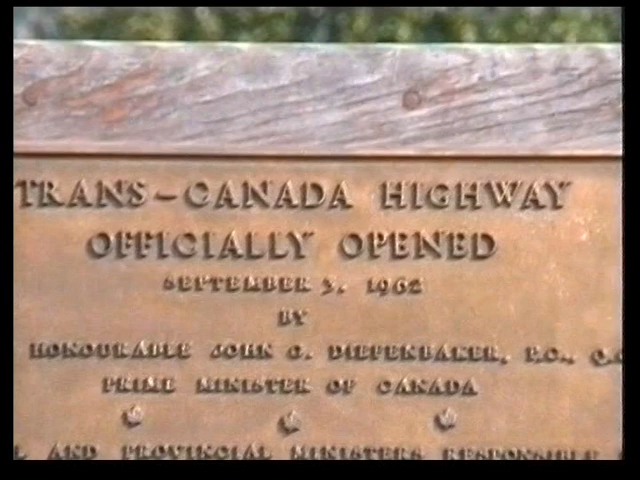 TRANS-CANADA HIGHWAY
OFFICIALLY OPENED
SEPTEMBER 3, 1962
BY
HONOURABLE JOHN G. DIEFENBAKER, P.C., Q.C
PRIME MINISTER OF CANADA
L AND PROVINCIAL MINISTERS RESPONSIBLE